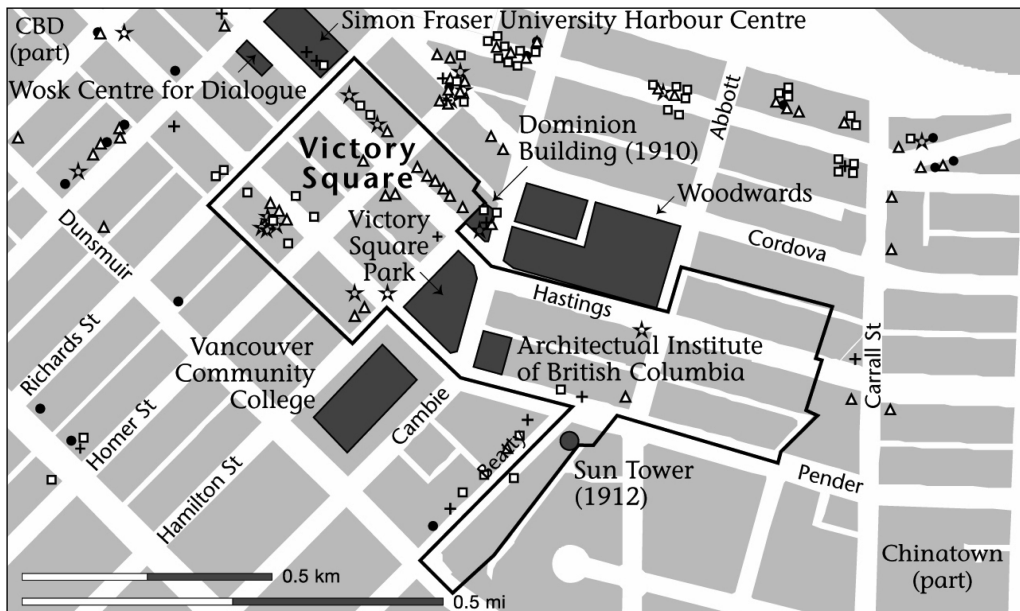 CBD
(part)
Simon Fraser University Harbour Centre
Wosk Centre for Dialogue
Victory
Square
Dominion
Building (1910)
Abbott
Woodwards
Victory
Square
Park
Cordova
Dunsmuir
Hastings
Carrall St
Richards St
Vancouver
Community
College
Architectual Institute
of British Columbia
Homer St
Cambie
Beatty
Hamilton St
Sun Tower
(1912)
Pender
Chinatown
(part)
0.5 km
0.5 mi